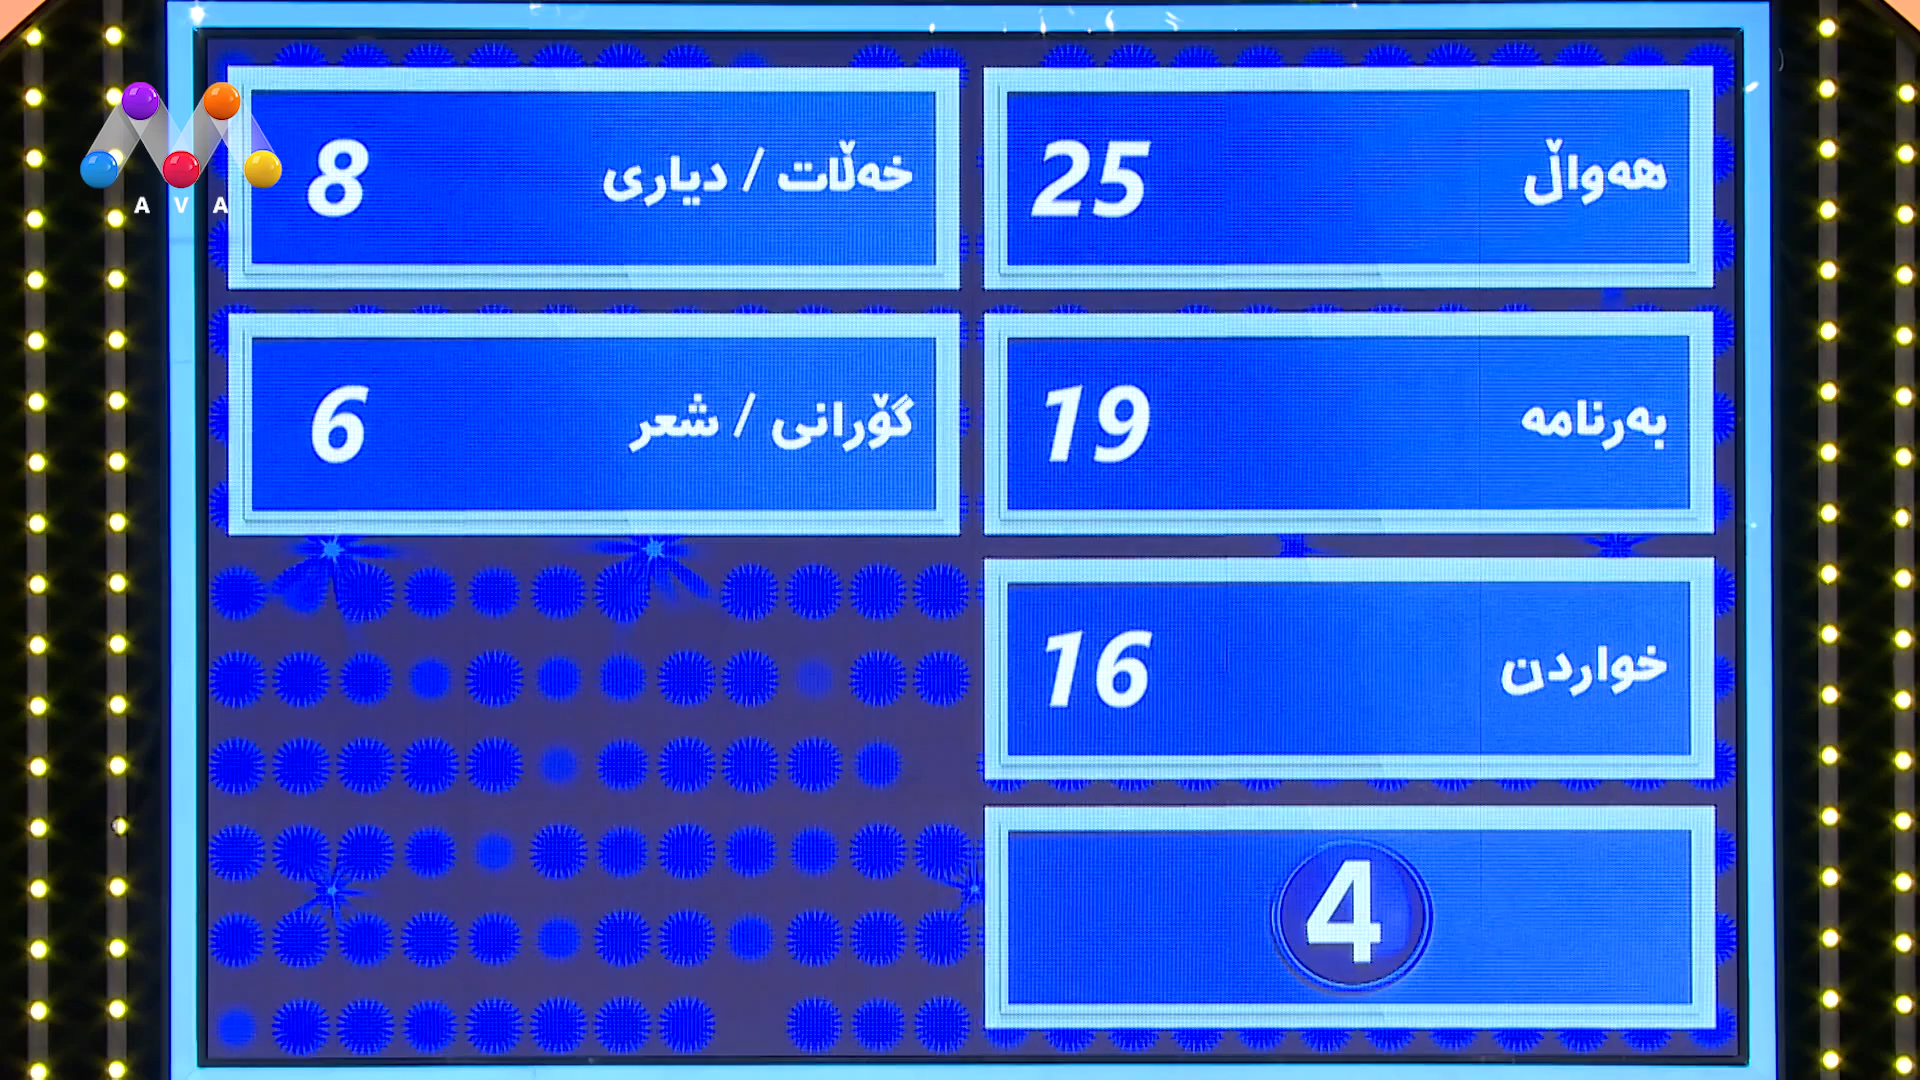 هەواڵ 25
بەرنامە 19
خواردن 16
4
خەڵات / دیاری 8
گۆرانی / شعر 6
AVA